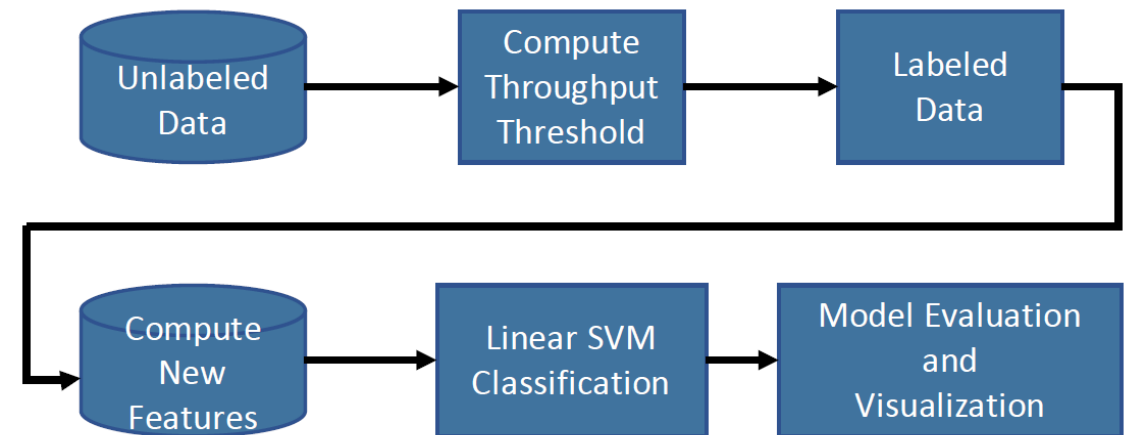 Unlabeled
Data
Compute
Throughput
Threshold
Labeled
Data
Compute
New
Features
Linear SVM
Classification
Model Evaluation
and
Visualization